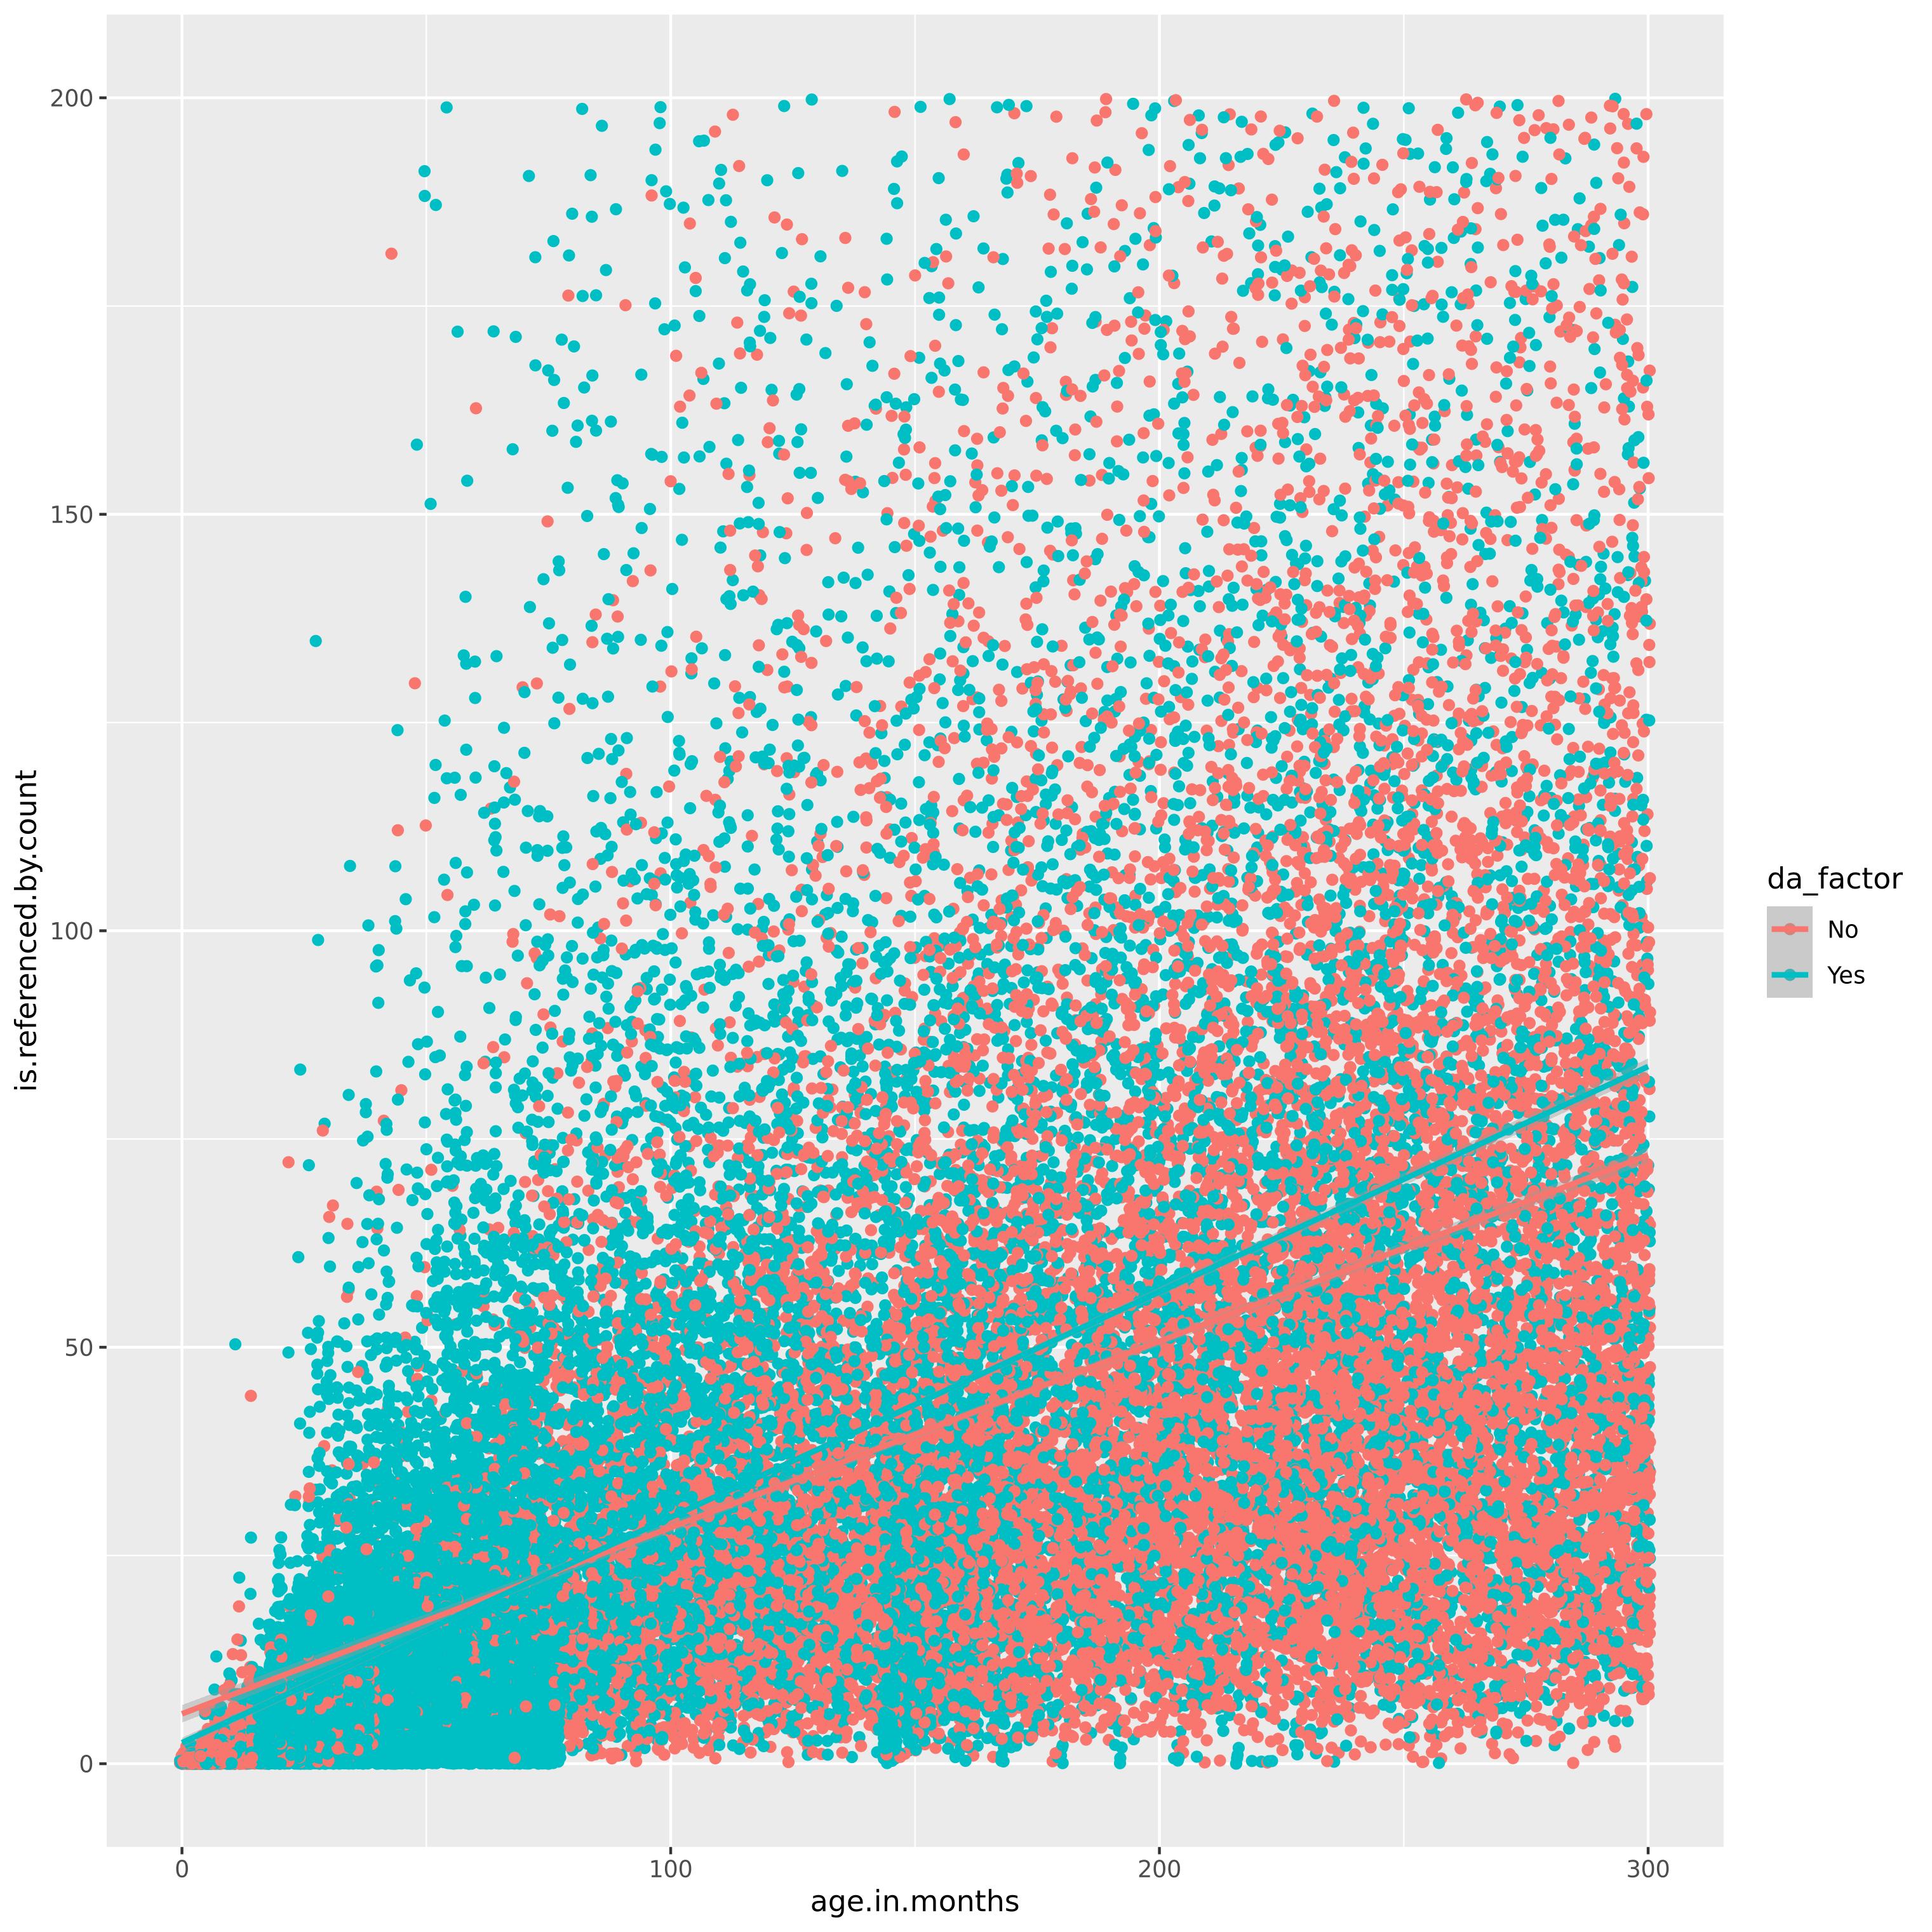 200
150
100
50
0
is.referenced.by.count
0 100 200 300
age.in.months
da_factor
No
Yes